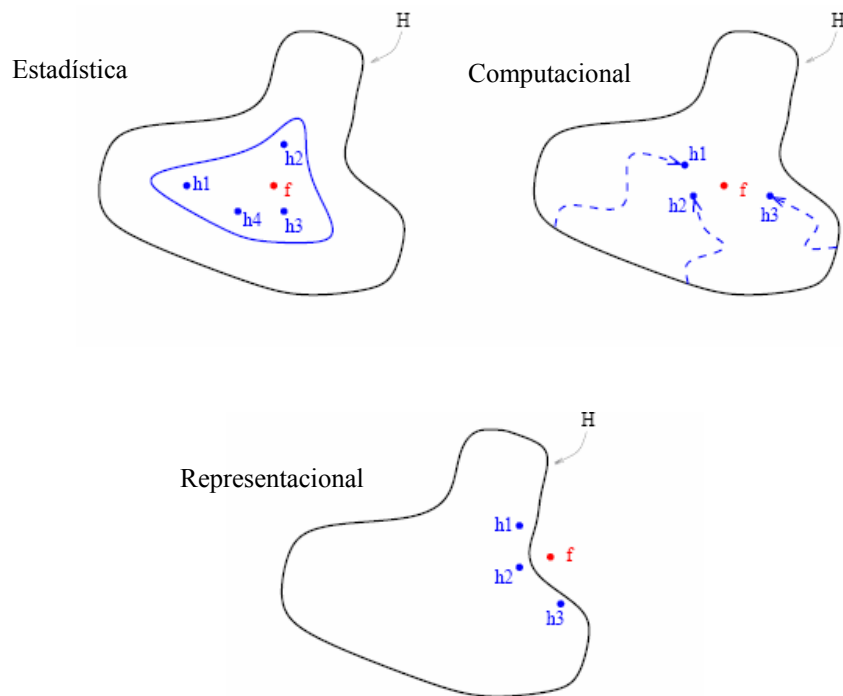 H
Estadística
h2
h1
f
h4
h3
H
Computacional
h1
f
h2
h3
H
Representacional
h1
f
h2
h3